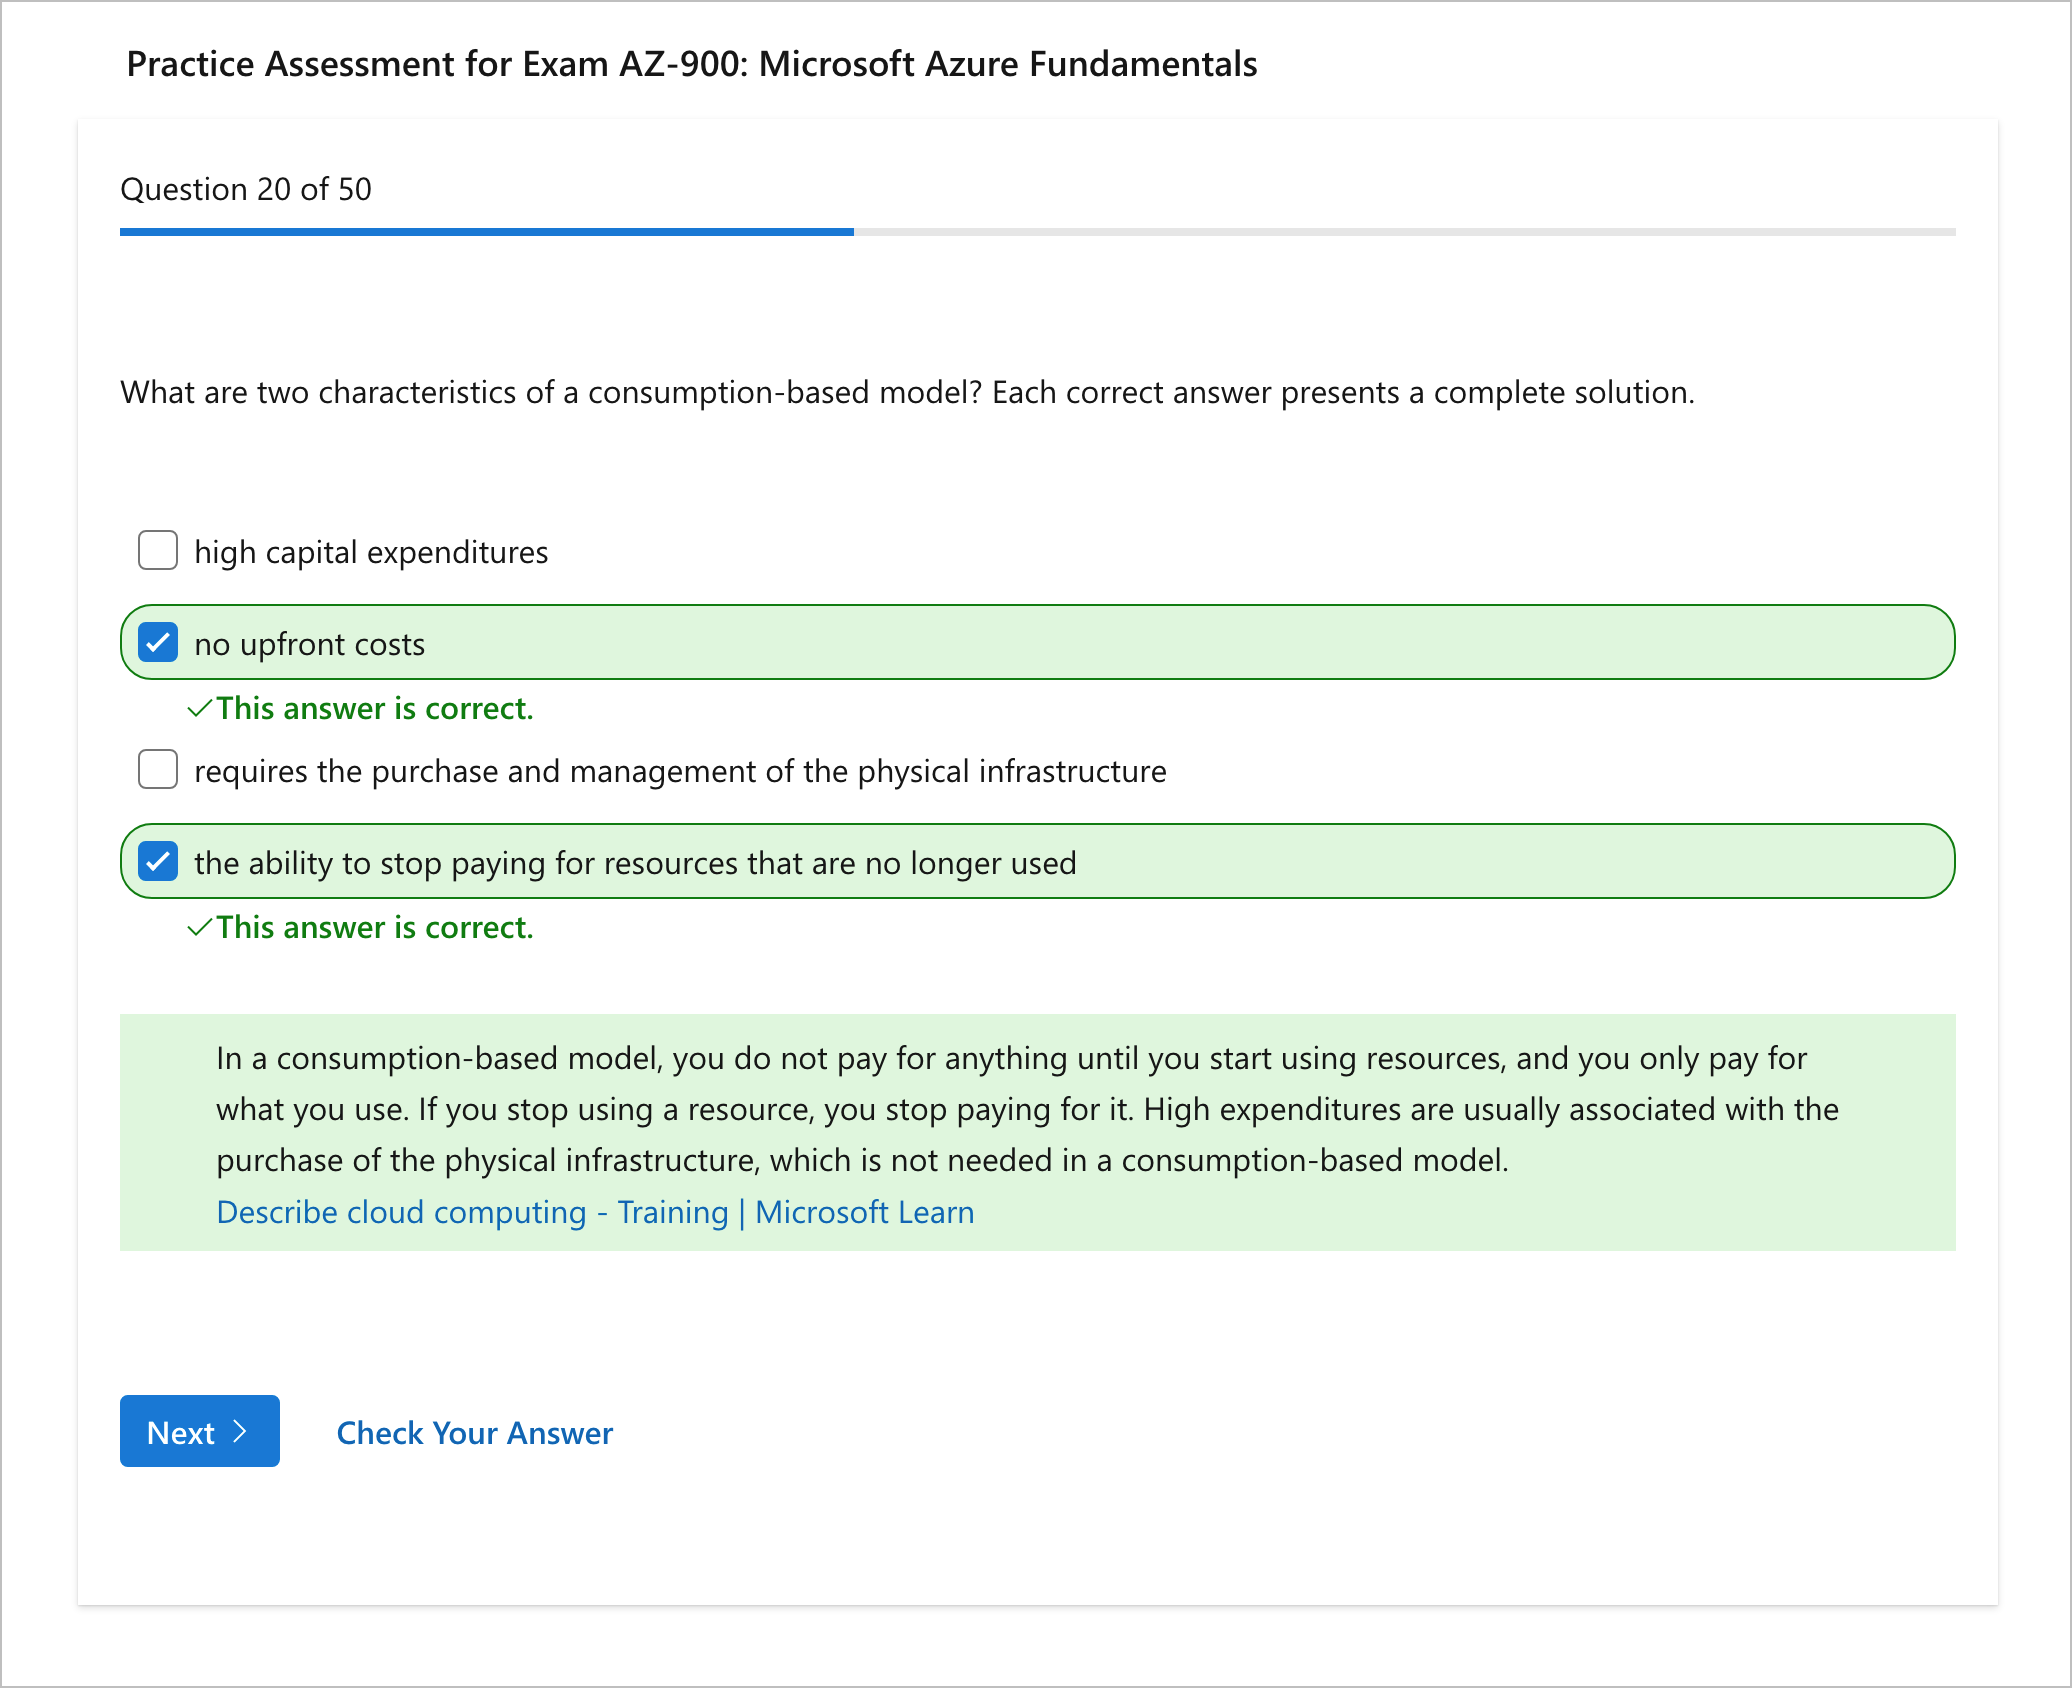 Practice Assessment for Exam AZ-900: Microsoft Azure Fundamentals
Question 20 of 50
What are two characteristics of a consumption-based model? Each correct answer presents a complete solution.
high capital expenditures
no upfront costs
This answer is correct.
requires the purchase and management of the physical infrastructure
the ability to stop paying for resources that are no longer used
This answer is correct.
In a consumption-based model, you do not pay for anything until you start using resources, and you only pay for
what you use. If you stop using a resource, you stop paying for it. High expenditures are usually associated with the
purchase of the physical infrastructure, which is not needed in a consumption-based model.
Describe cloud computing - Training | Microsoft Learn
Next
Check Your Answer